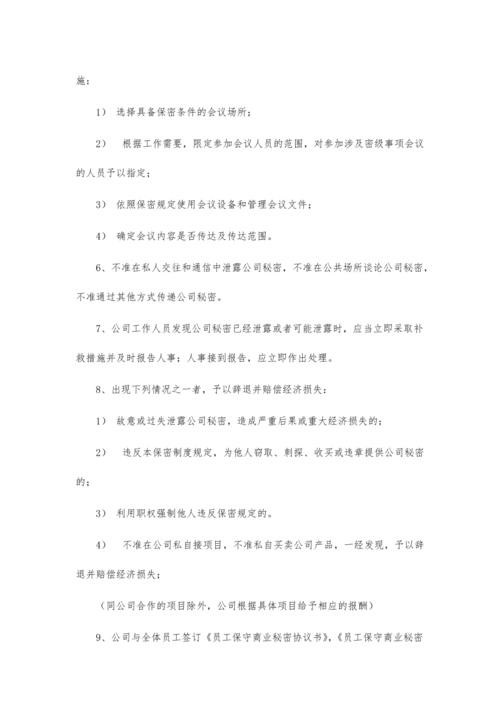 施：
1） 选择具备保密条件的会议场所；
2） 根据工作需要，限定参加会议人员的范围，对参加涉及密级事项会议
的人员予以指定；
3） 依照保密规定使用会议设备和管理会议文件；
4） 确定会议内容是否传达及传达范围。
6、不准在私人交往和通信中泄露公司秘密，不准在公共场所谈论公司秘密，
不准通过其他方式传递公司秘密。
7、公司工作人员发现公司秘密已经泄露或者可能泄露时，应当立即采取补
救措施并及时报告人事；人事接到报告，应立即作出处理。
8、出现下列情况之一者，予以辞退并赔偿经济损失：
1） 故意或过失泄露公司秘密，造成严重后果或重大经济损失的；
2） 违反本保密制度规定，为他人窃取、刺探、收买或违章提供公司秘密
的；
3） 利用职权强制他人违反保密规定的。
4） 不准在公司私自接项目，不准私自买卖公司产品，一经发现，予以辞
退并赔偿经济损失；
（同公司合作的项目除外，公司根据具体项目给予相应的报酬）
9、公司与全体员工签订《员工保守商业秘密协议书》，《员工保守商业秘密